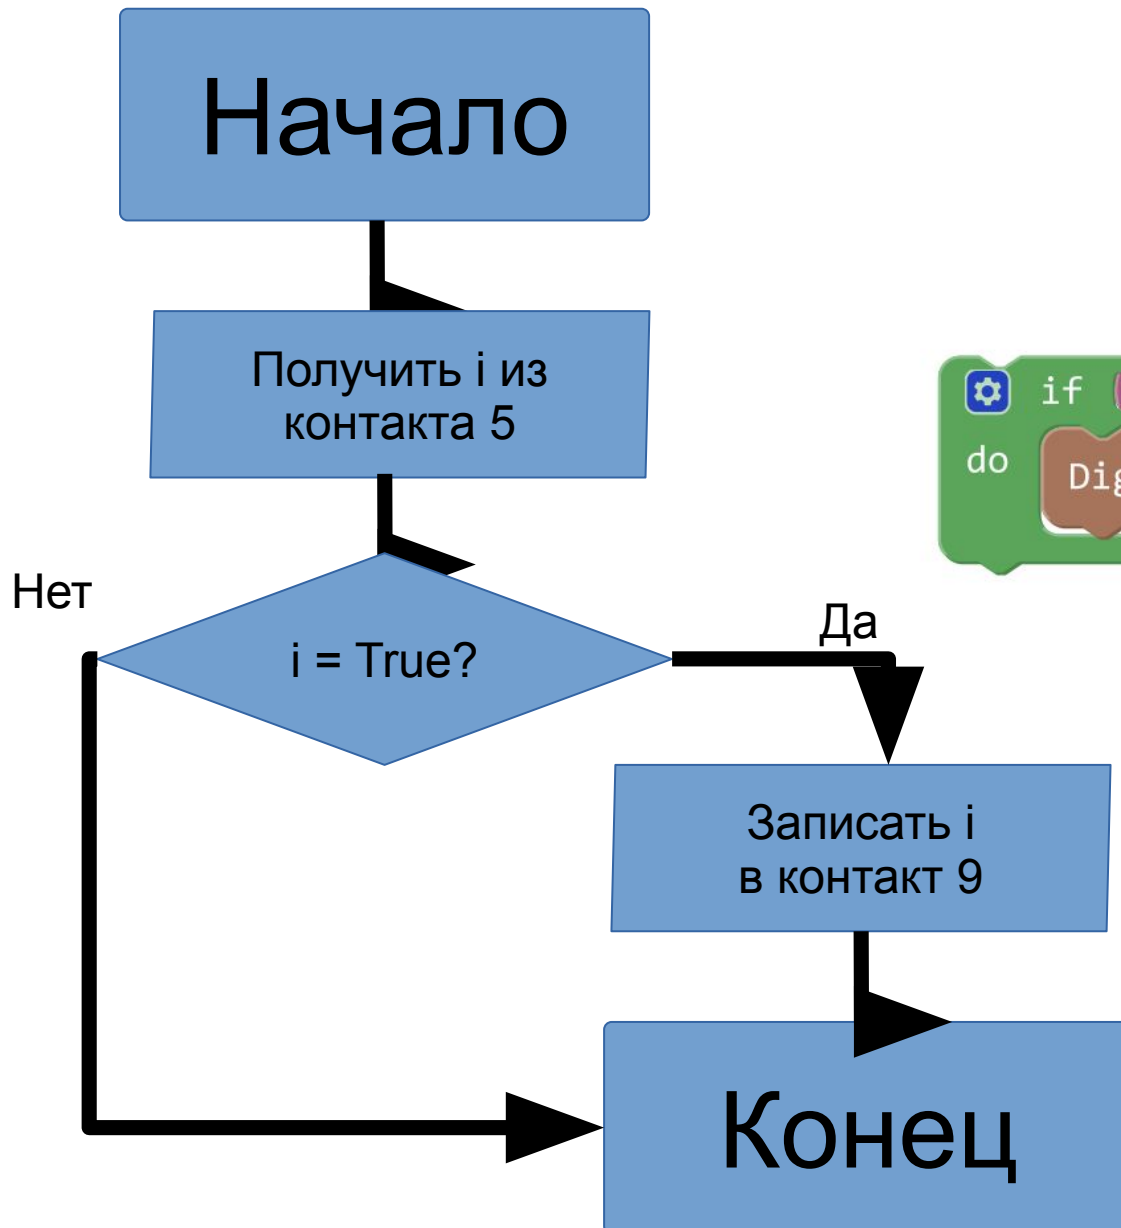 Начало
Получить i из
контакта 5
if
do
Нет
Да
i = True?
Записать i
в контакт 9
Конец